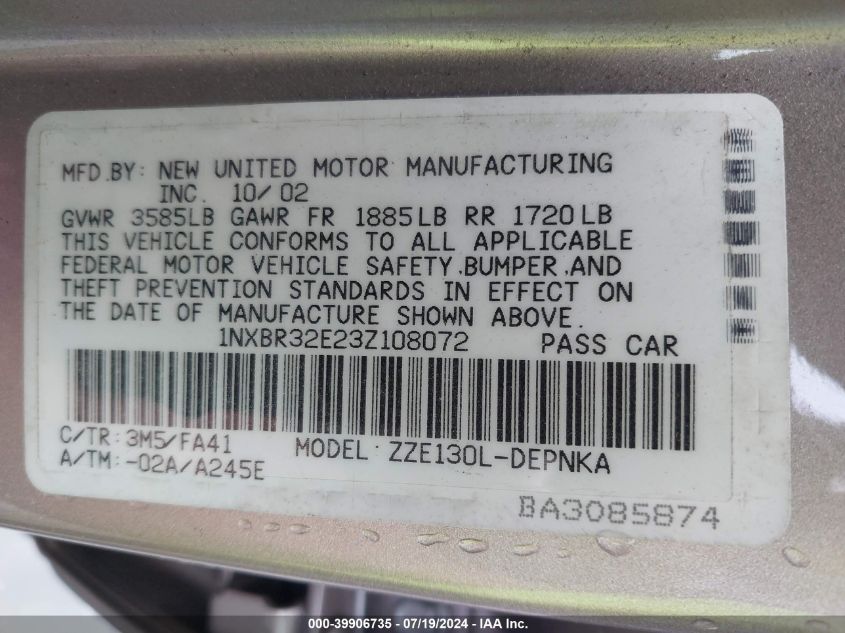 MFD.BY: NEW UNITED MOTOR MANUFACTURING
INC. 10/02
GVWR 3585LB GAWR FR 1885LB RR 1720LB
THIS VEHICLE CONFORMS TO ALL APPLICABLE
FEDERAL MOTOR VEHICLE SAFETY,BUMPER,AND
THEFT PREVENTION STANDARDS IN EFFECT ON
THE DATE OF MANUFACTURE SHOWN ABOVE.
1NXBR32E23Z108072 PASS CAR
C/TR:3M5/FA41 MODEL: ZZE130L-DEPNKA
A/TM:-02A/A245E
BA3085874
000-39906735 - 07/19/2024 - IAAI.COM